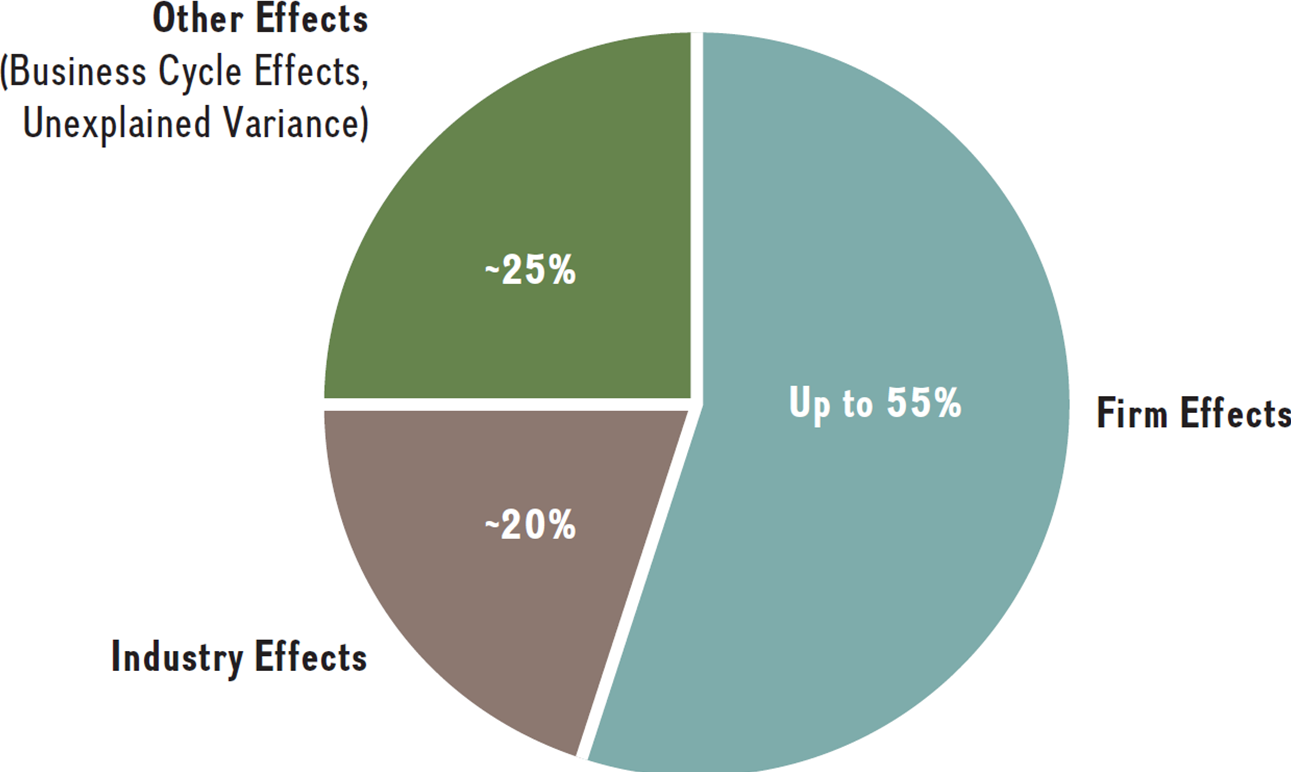 Other Effects
(Business Cycle Effects,
Unexplained Variance)
~25%
Up to 55%
Firm Effects
~20%
Industry Effects